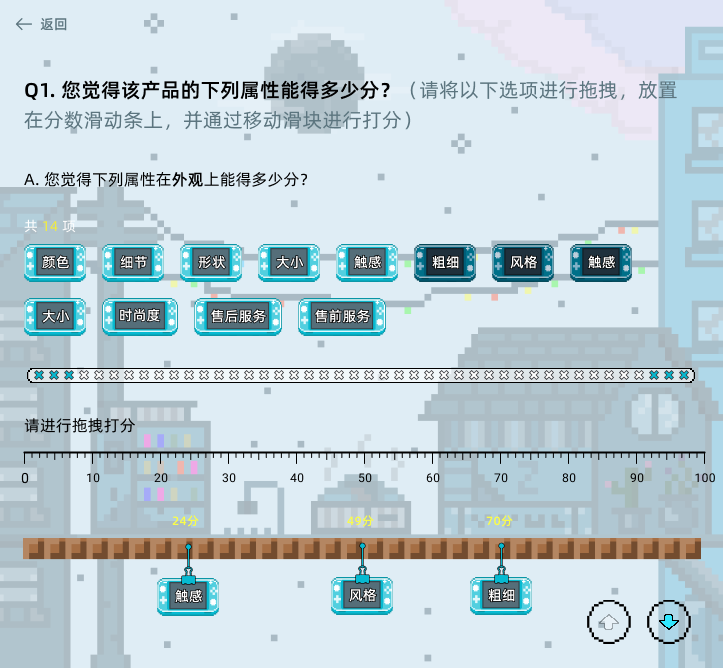 返回
Q1. 您觉得该产品的下列属性能得多少分？（请将以下选项进行拖拽，放置
在分数滑动条上，并通过移动滑块进行打分）
A. 您觉得下列属性在外观上能得多少分？
共 14 项
颜色 细节 形状 大小 触感 粗细 风格 触感
大小 时尚度 售后服务 售前服务
请进行拖拽打分
0 10 20 30 40 50 60 70 80 90 100
24分 49分 70分
触感 风格 粗细